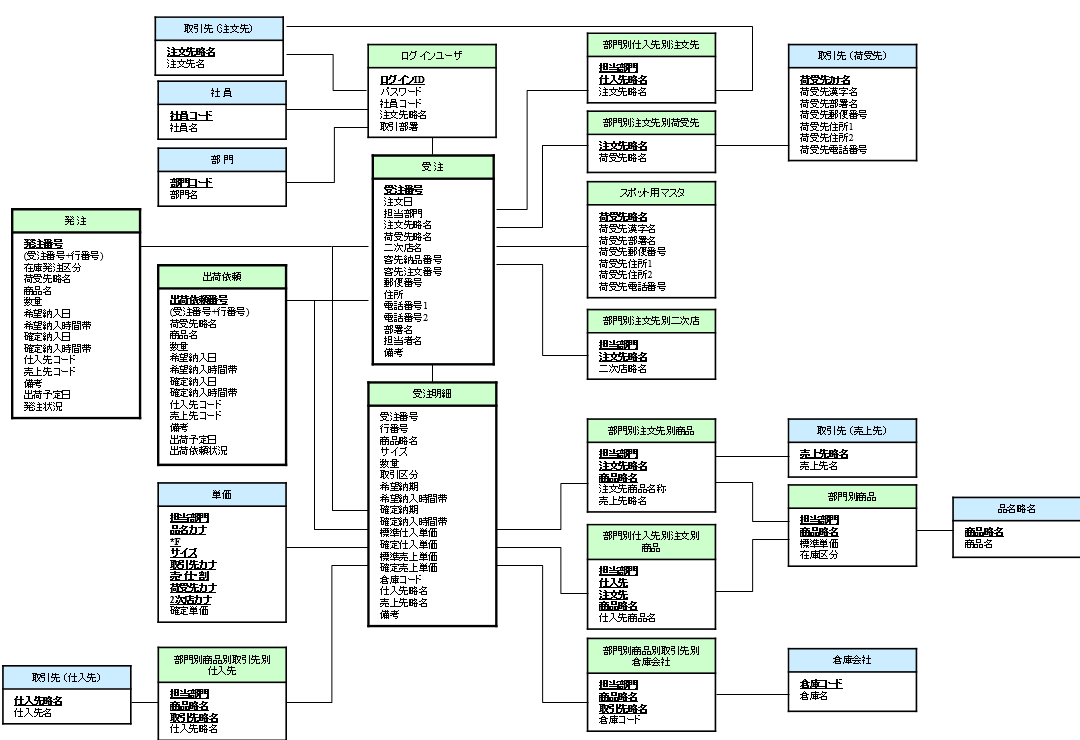 取引先（注文先）
注文先略名
注文先名
社員
社員コード
社員名
部門
部門コード
部門名
ログインユーザ
ログインID
パスワード
社員コード
注文先略名
取引部署
部門別仕入先別注文先
担当部門
仕入先略名
注文先略名
取引先（荷受先）
荷受先ｶﾅ名
荷受先漢字名
荷受先部署名
荷受先郵便番号
荷受先住所1
荷受先住所2
荷受先電話番号
部門別注文先別荷受先
注文先略名
荷受先略名
受注
受注番号
注文日
担当部門
注文先略名
荷受先略名
二次店名
客先納品番号
客先注文番号
郵便番号
住所
電話番号1
電話番号2
部署名
担当者名
備考
スポット用マスタ
荷受先略名
荷受先漢字名
荷受先部署名
荷受先郵便番号
荷受先住所1
荷受先住所2
荷受先電話番号
発注
発注番号
(受注番号+行番号)
在庫発注区分
荷受先略名
商品名
数量
希望納入日
希望納入時間帯
確定納入日
確定納入時間帯
仕入先コード
売上先コード
備考
出荷予定日
発注状況
出荷依頼
出荷依頼番号
(受注番号+行番号)
荷受先略名
商品名
数量
希望納入日
希望納入時間帯
確定納入日
確定納入時間帯
仕入先コード
売上先コード
備考
出荷予定日
出荷依頼状況
部門別注文先別二次店
担当部門
注文先略名
二次店略名
受注明細
受注番号
行番号
商品略名
サイズ
数量
取引区分
希望納期
希望納入時間帯
確定納期
確定納入時間帯
標準仕入単価
確定仕入単価
標準売上単価
確定売上単価
倉庫コード
仕入先略名
売上先略名
備考
部門別注文先別商品
担当部門
注文先略名
商品略名
注文先商品名称
売上先略名
取引先（売上先）
売上先略名
売上先名
単価
担当部門
品名カナ
*F
サイズ
取引先カナ
売・仕・割
荷受先カナ
2次店カナ
確定単価
部門別商品
担当部門
商品略名
標準単価
在庫区分
品名略名
商品略名
商品名
部門別仕入先別注文別
商品
担当部門
仕入先
注文先
商品略名
仕入先商品名
取引先（仕入先）
仕入先略名
仕入先名
部門別商品別取引先別
仕入先
担当部門
商品略名
取引先略名
仕入先略名
部門別商品別取引先別
倉庫会社
担当部門
商品略名
取引先略名
倉庫コード
倉庫会社
倉庫コード
倉庫名